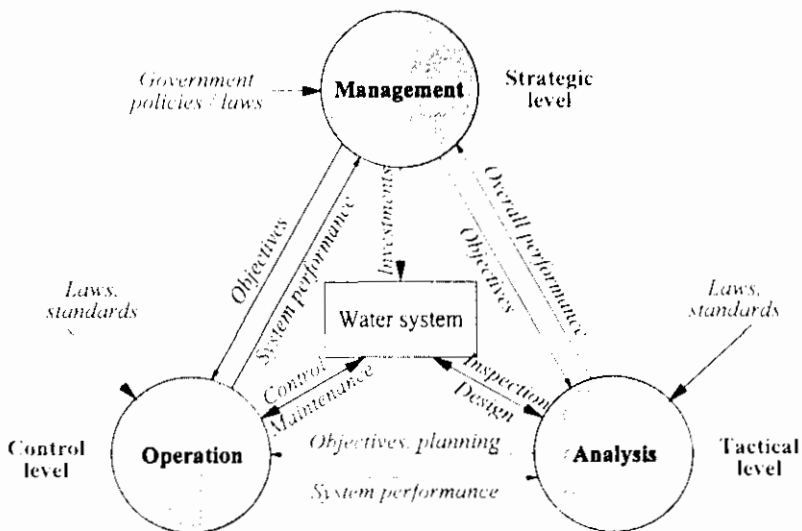 Government
policies / laws
Management
Strategic
level
Objectives
System performance
Investments
Objectives
Overall performance
Laws,
standards
Water system
Laws,
standards
Control
Maintenance
Inspection
Design
Control
level
Operation
Objectives, planning
System performance
Analysis
Tactical
level